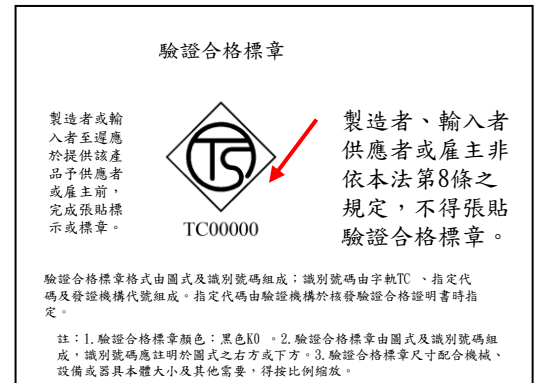 驗證合格標章
製造者或輸
入者至遲應
於提供該產
品予供應者
或雇主前，
完成張貼標
示或標章。
TS
TC00000
製造者、輸入者
供應者或雇主非
依本法第8條之
規定，不得張貼
驗證合格標章。
驗證合格標章格式由圖式及識別號碼組成；識別號碼由字軌TC 、指定代
碼及發證機構代號組成。指定代碼由驗證機構於核發驗證合格證明書時指
定。
註：1.驗證合格標章顏色：黑色K0 。2.驗證合格標章由圖式及識別號碼組
成，識別號碼應註明於圖式之右方或下方。3.驗證合格標章尺寸配合機械、
設備或器具本體大小及其他需要，得按比例縮放。